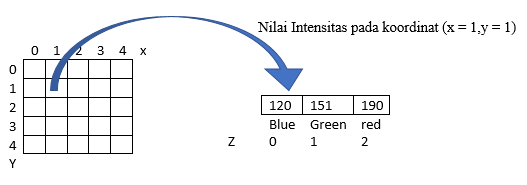 Nilai Intensitas pada koordinat (x = 1,y = 1)
0 1 2 3 4 x
0
1
2
3
4
Y
120 151 190
Blue Green red
Z 0 1 2